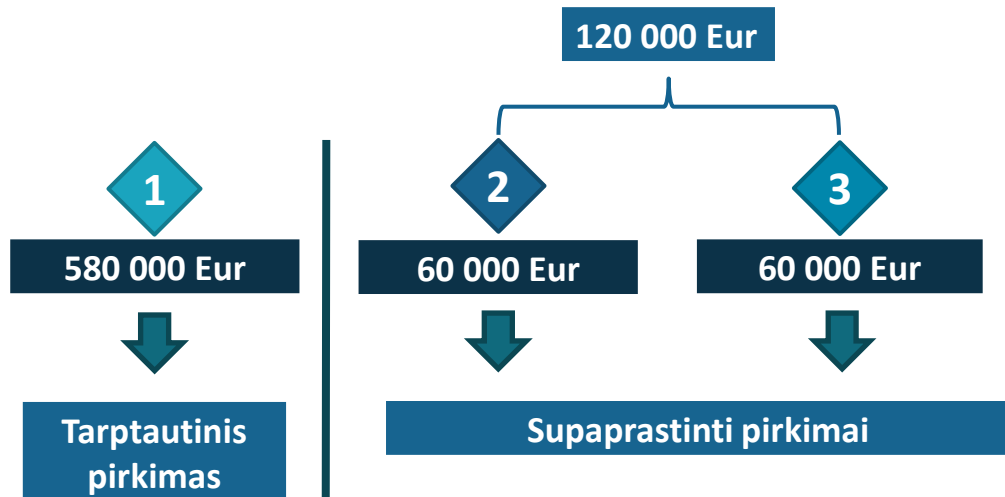 120 000 Eur
1
2
3
580 000 Eur
60 000 Eur
60 000 Eur
Tarptautinis
pirkimas
Supaprastinti pirkimai